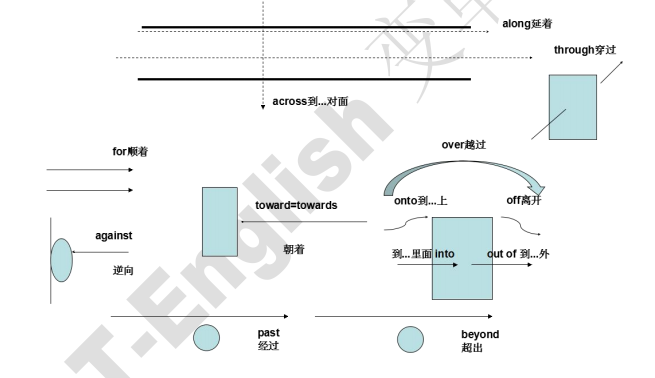 along延着
through穿过
across到...对面
over越过
for顺着
onto到...上
off离开
toward=towards
against
朝着
到...里面 into
out of 到...外
逆向
past
经过
beyond
超出
T-English 变